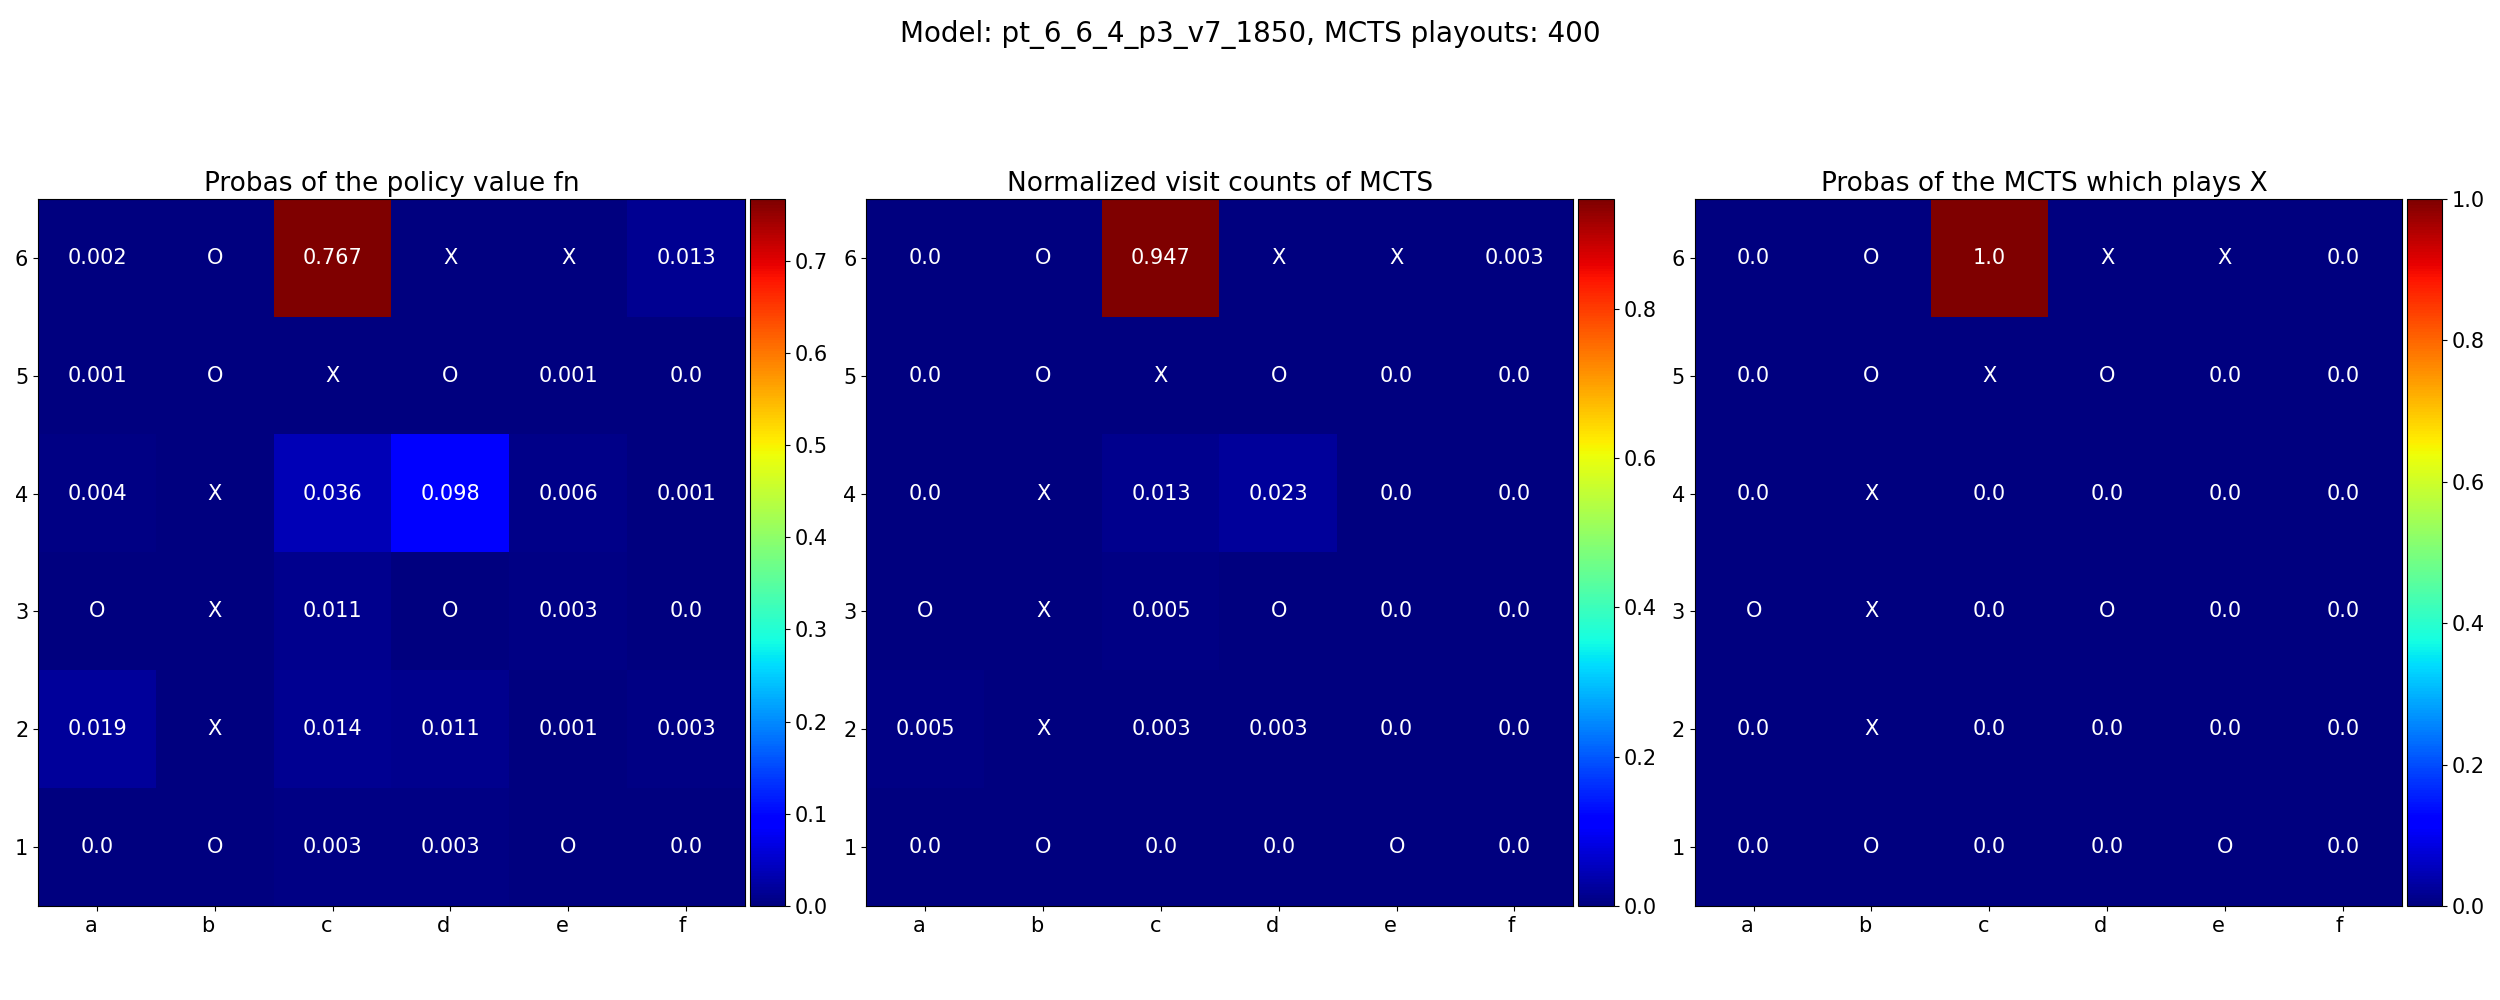 Model: pt_6_6_4_p3_v7_1850, MCTS playouts: 400
Probas of the policy value fn
6 0.002 O 0.767 X X 0.013
5 0.001 O X O 0.001 0.0
4 0.004 X 0.036 0.098 0.006 0.001
3 O X 0.011 O 0.003 0.0
2 0.019 X 0.014 0.011 0.001 0.003
1 0.0 O 0.003 0.003 O 0.0
a b c d e f
0.7
0.6
0.5
0.4
0.3
0.2
0.1
0.0
Normalized visit counts of MCTS
6 0.0 O 0.947 X X 0.003
5 0.0 O X O 0.0 0.0
4 0.0 X 0.013 0.023 0.0 0.0
3 O X 0.005 O 0.0 0.0
2 0.005 X 0.003 0.003 0.0 0.0
1 0.0 O 0.0 0.0 O 0.0
a b c d e f
0.8
0.6
0.4
0.2
0.0
Probas of the MCTS which plays X
6 0.0 O 1.0 X X 0.0
5 0.0 O X O 0.0 0.0
4 0.0 X 0.0 0.0 0.0 0.0
3 O X 0.0 O 0.0 0.0
2 0.0 X 0.0 0.0 0.0 0.0
1 0.0 O 0.0 0.0 O 0.0
a b c d e f
1.0
0.8
0.6
0.4
0.2
0.0